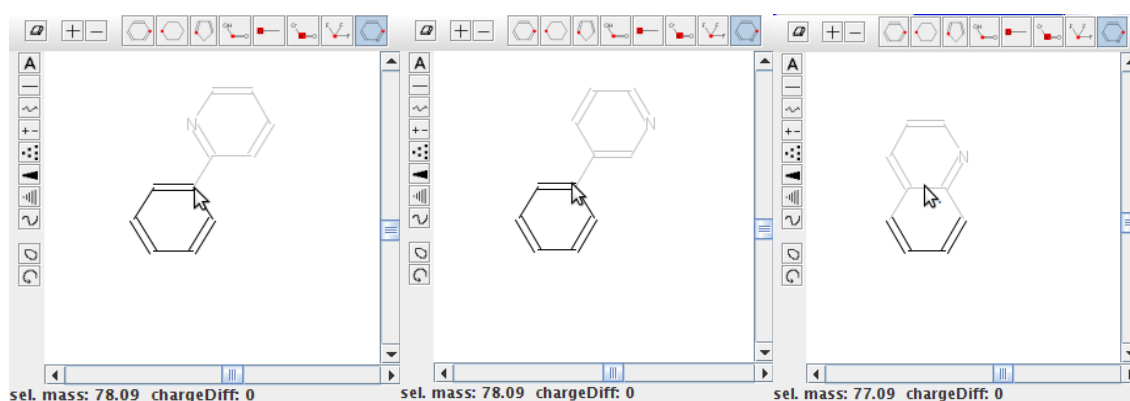 A
+ -
N
sel. mass: 78.09 chargeDiff: 0
A
+ -
N
sel. mass: 78.09 chargeDiff: 0
A
+ -
N
sel. mass: 77.09 chargeDiff: 0